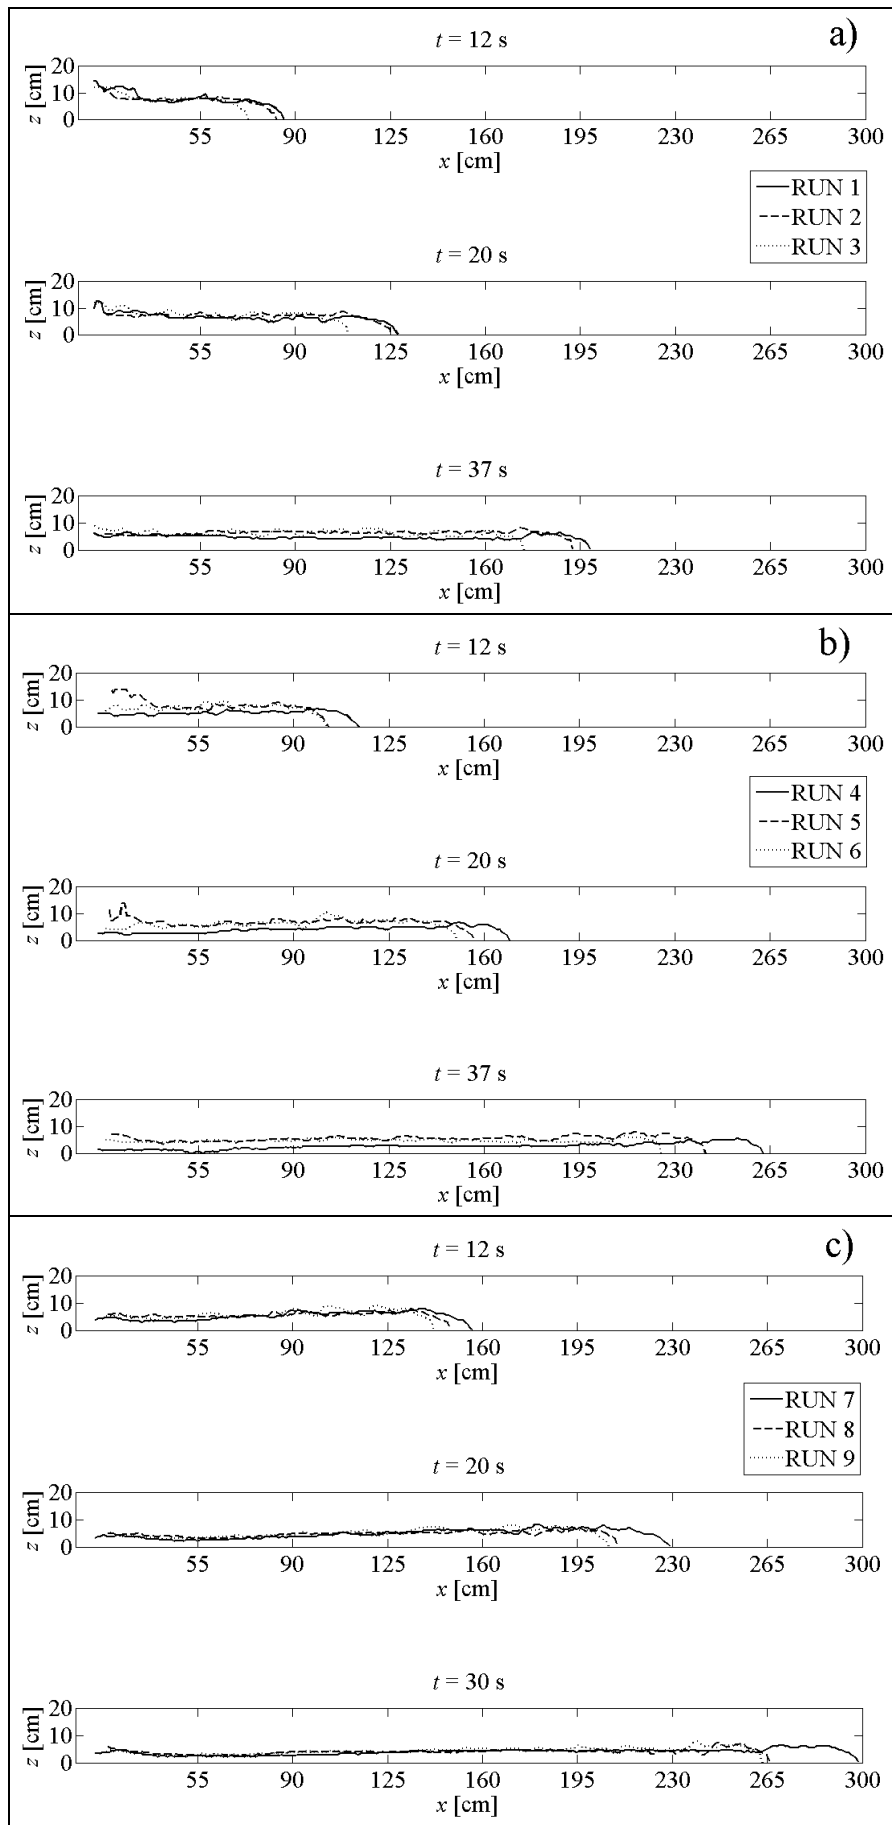 a)
t = 12 s
20
10
0
z [cm]
55 90 125 160 195 230 265 300
x [cm]
RUN 1
RUN 2
RUN 3
t = 20 s
20
10
0
z [cm]
55 90 125 160 195 230 265 300
x [cm]
t = 37 s
20
10
0
z [cm]
55 90 125 160 195 230 265 300
x [cm]
b)
t = 12 s
20
10
0
z [cm]
55 90 125 160 195 230 265 300
x [cm]
RUN 4
RUN 5
RUN 6
t = 20 s
20
10
0
z [cm]
55 90 125 160 195 230 265 300
x [cm]
t = 37 s
20
10
0
z [cm]
55 90 125 160 195 230 265 300
x [cm]
c)
t = 12 s
20
10
0
z [cm]
55 90 125 160 195 230 265 300
x [cm]
RUN 7
RUN 8
RUN 9
t = 20 s
20
10
0
z [cm]
55 90 125 160 195 230 265 300
x [cm]
t = 30 s
20
10
0
z [cm]
55 90 125 160 195 230 265 300
x [cm]